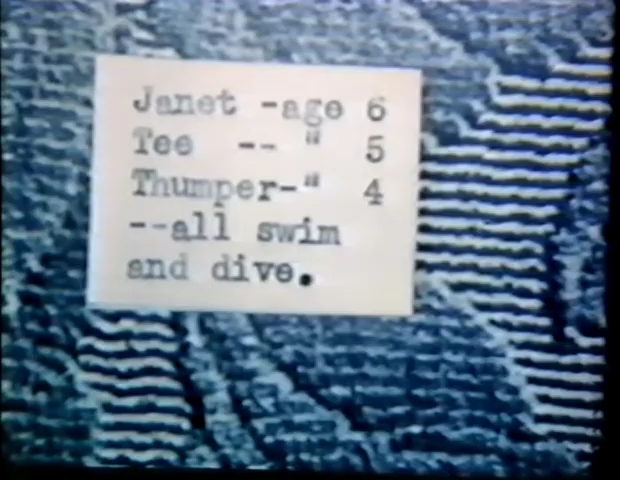 Janet -age 6
Tee -- " 5
Thumper-" 4
--all swim
and dive.